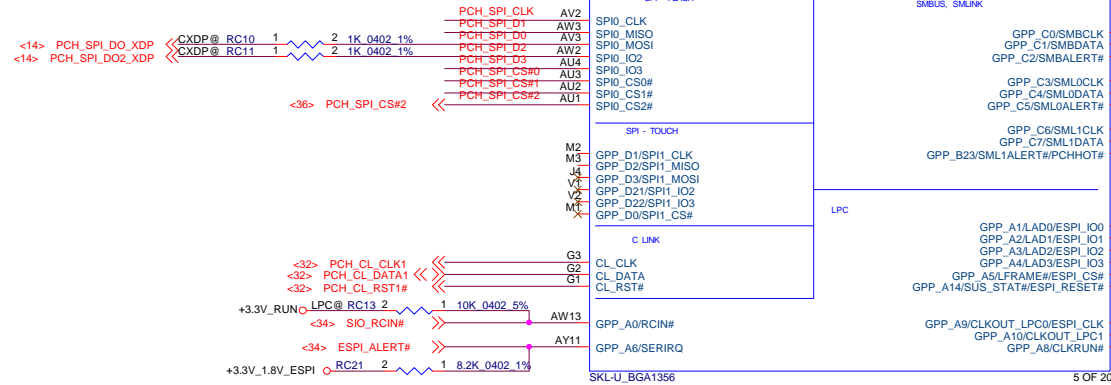 SMBUS, SMLINK
PCH_SPI_CLK AV2 SPI0_CLK
PCH_SPI_D1 AW3 SPI0_MISO
<14> PCH_SPI_DO_XDP CXDP@ RC10 1 2 1K_0402_1% PCH_SPI_D0 AV3 SPI0_MOSI GPP_C0/SMBCLK
<14> PCH_SPI_DO2_XDP CXDP@ RC11 1 2 1K_0402_1% PCH_SPI_D2 AW2 SPI0_IO2 GPP_C1/SMBDATA
PCH_SPI_D3 AU4 SPI0_IO3 GPP_C2/SMBALERT#
PCH_SPI_CS#0 AU3 SPI0_CS0# GPP_C3/SML0CLK
PCH_SPI_CS#1 AU2 SPI0_CS1# GPP_C4/SML0DATA
<36> PCH_SPI_CS#2 PCH_SPI_CS#2 AU1 SPI0_CS2# GPP_C5/SML0ALERT#
SPI - TOUCH GPP_C6/SML1CLK
GPP_C7/SML1DATA
M2 GPP_D1/SPI1_CLK GPP_B23/SML1ALERT#/PCHHOT#
M3 GPP_D2/SPI1_MISO
J4 GPP_D3/SPI1_MOSI
V1 GPP_D21/SPI1_IO2
V2 GPP_D22/SPI1_IO3
M1 GPP_D0/SPI1_CS# LPC
GPP_A1/LAD0/ESPI_IO0
C LINK GPP_A2/LAD1/ESPI_IO1
GPP_A3/LAD2/ESPI_IO2
<32> PCH_CL_CLK1 G3 CL_CLK GPP_A4/LAD3/ESPI_IO3
<32> PCH_CL_DATA1 G2 CL_DATA GPP_A5/LFRAME#/ESPI_CS#
<32> PCH_CL_RST1# G1 CL_RST# GPP_A14/SUS_STAT#/ESPI_RESET#
+3.3V_RUN LPC@ RC13 2 1 10K_0402_5%
<34> SIO_RCIN# AW13 GPP_A0/RCIN# GPP_A9/CLKOUT_LPC0/ESPI_CLK
GPP_A10/CLKOUT_LPC1
<34> ESPI_ALERT# AY11 GPP_A6/SERIRQ GPP_A8/CLKRUN#
+3.3V_1.8V_ESPI RC21 2 1 8.2K_0402_1%
SKL-U_BGA1356 5 OF 20